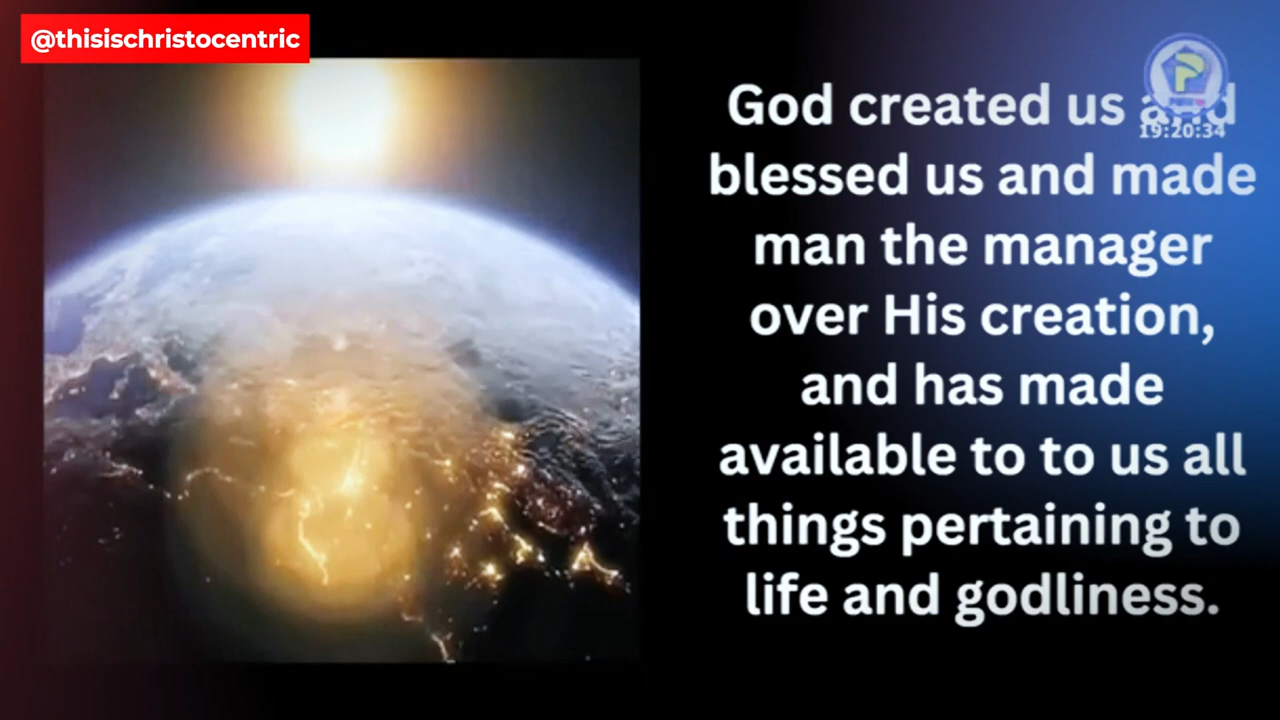 @thisischristocentric
God created us and
19:20:34
blessed us and made
man the manager
over His creation,
and has made
available to to us all
things pertaining to
life and godliness.